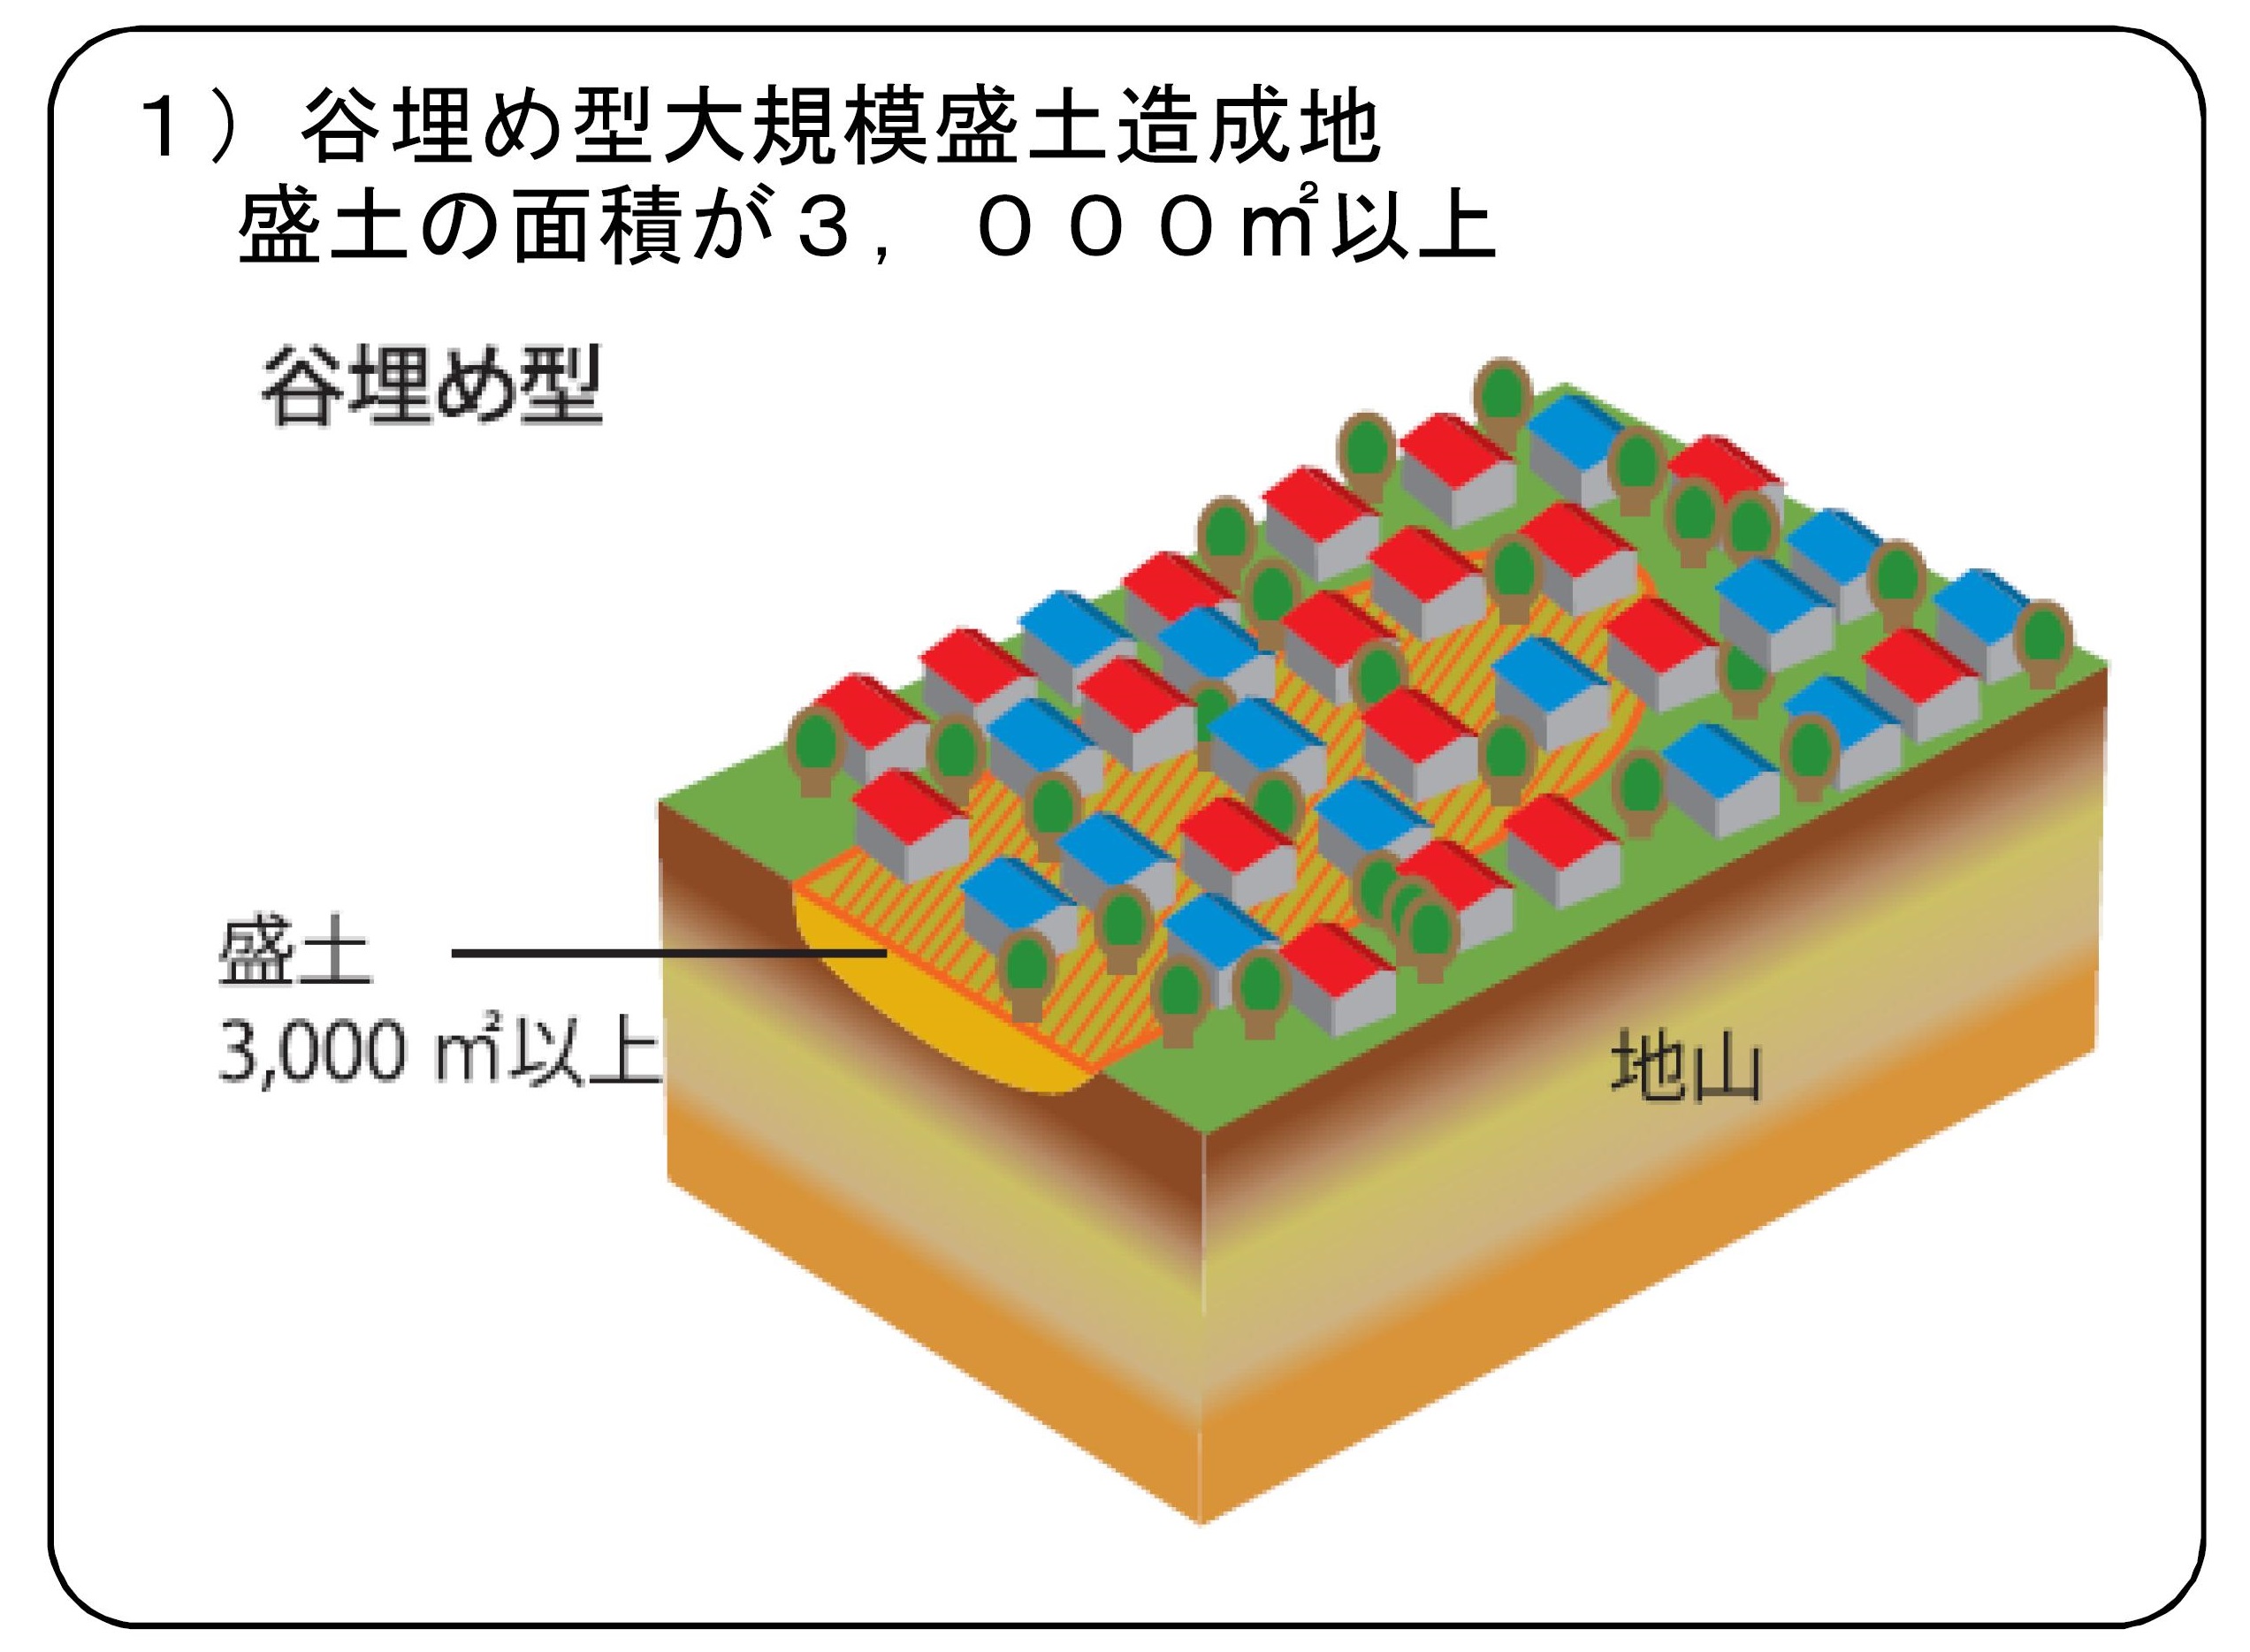 １）谷埋め型大規模盛土造成地
盛土の面積が３，０００㎡以上
谷埋め型
盛土
3,000 ㎡以上
地山